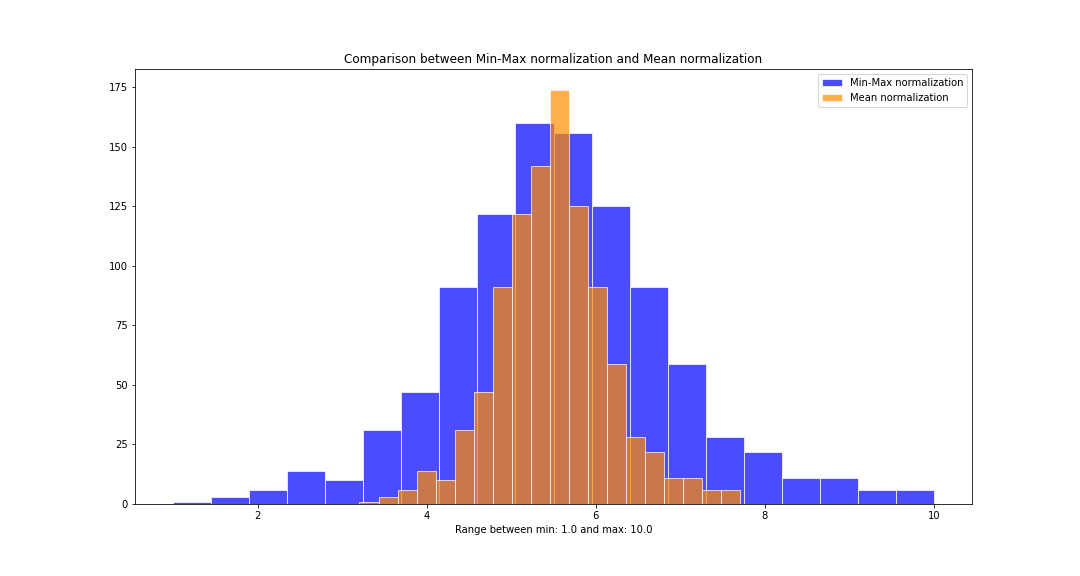 Comparison between Min-Max normalization and Mean normalization
Min-Max normalization
Mean normalization
175
150
125
100
75
50
25
0
2 4 6 8 10
Range between min: 1.0 and max: 10.0